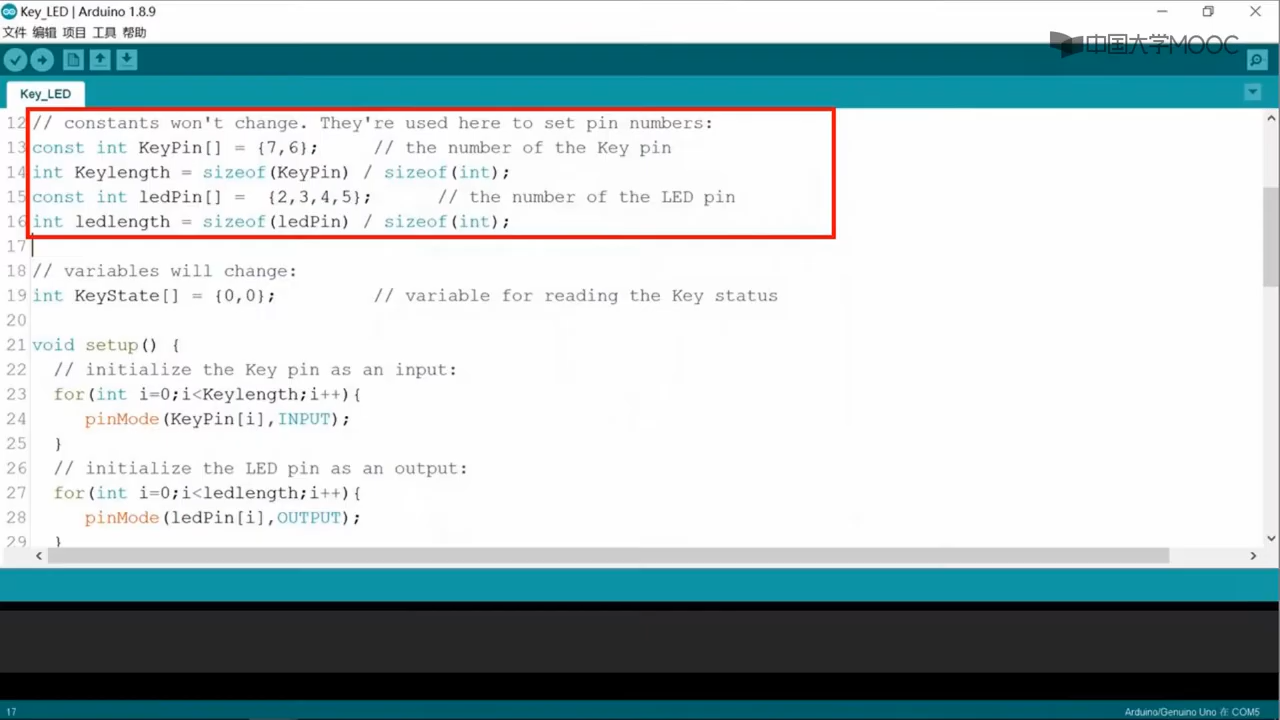 Key_LED | Arduino 1.8.9
文件 编辑 项目 工具 帮助
中国大学MOOC
Key_LED
12 // constants won't change. They're used here to set pin numbers:
13 const int KeyPin[] = {7,6}; // the number of the Key pin
14 int Keylength = sizeof(KeyPin) / sizeof(int);
15 const int ledPin[] = {2,3,4,5}; // the number of the LED pin
16 int ledlength = sizeof(ledPin) / sizeof(int);
17
18 // variables will change:
19 int KeyState[] = {0,0}; // variable for reading the Key status
20
21 void setup() {
22 // initialize the Key pin as an input:
23 for(int i=0;i<Keylength;i++){
24 pinMode(KeyPin[i],INPUT);
25 }
26 // initialize the LED pin as an output:
27 for(int i=0;i<ledlength;i++){
28 pinMode(ledPin[i],OUTPUT);
29 }
17 Arduino/Genuino Uno 在 COM5